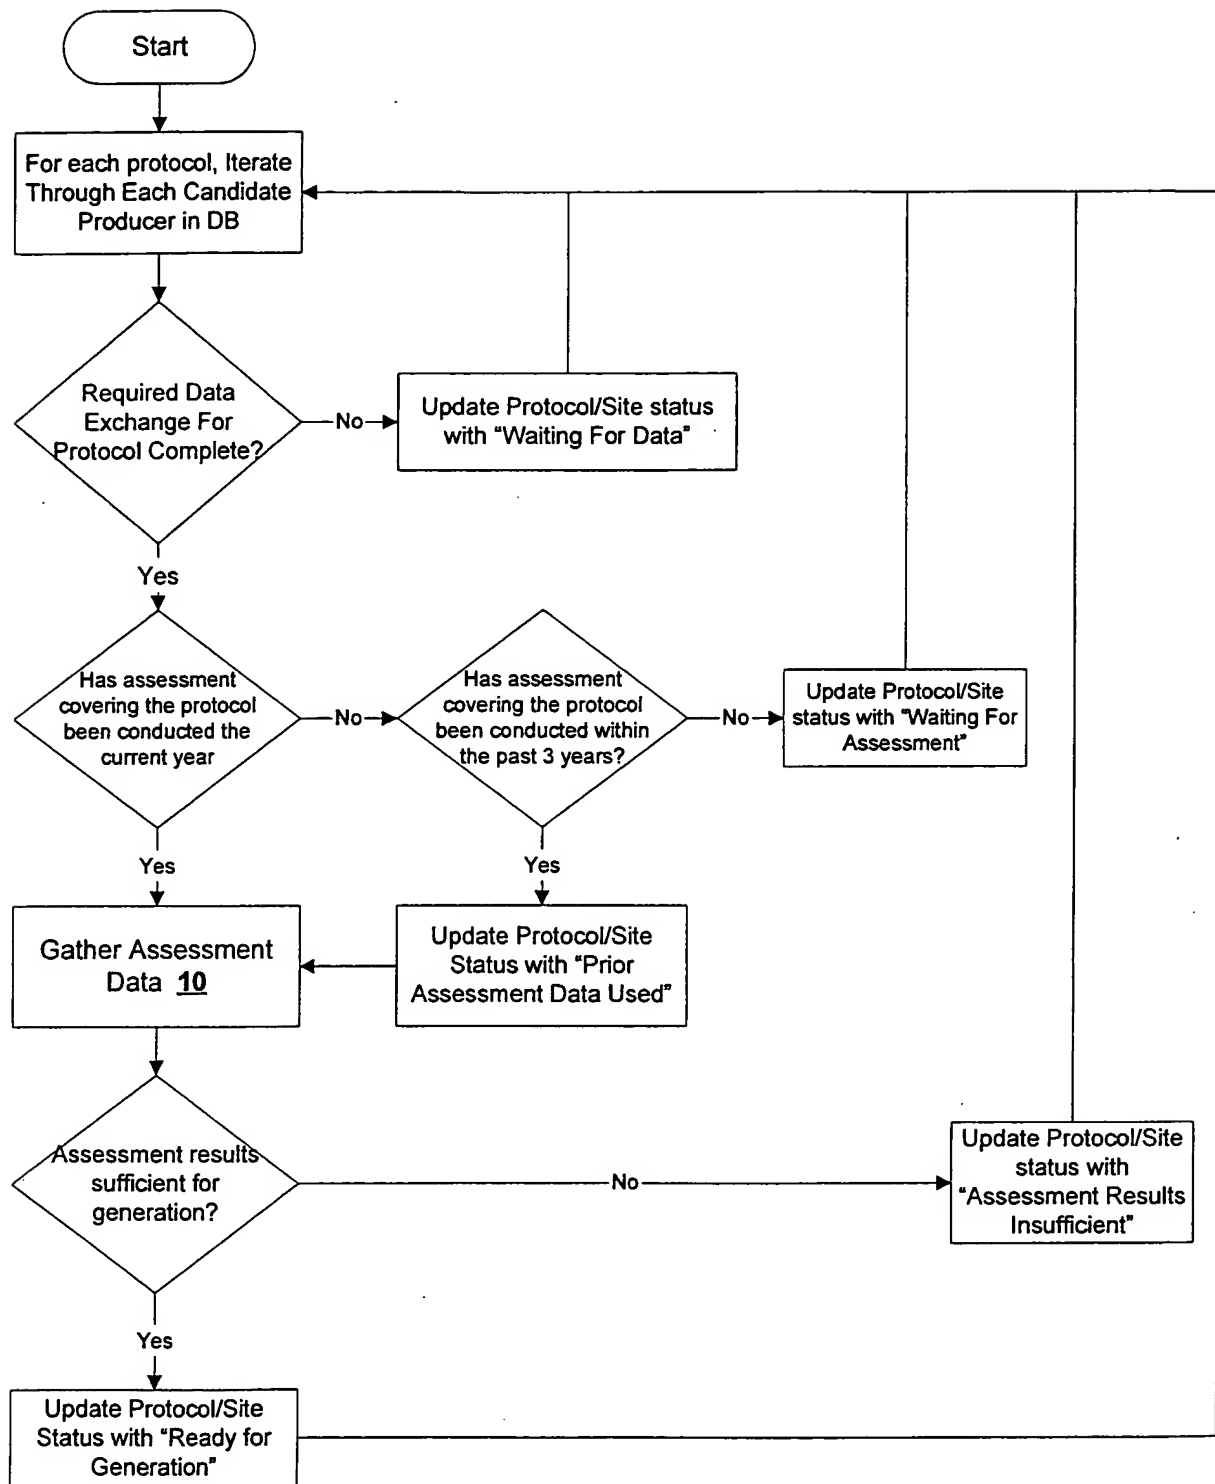 Start
For each protocol, Iterate
Through Each Candidate
Producer in DB
Required Data
Exchange For
Protocol Complete?
No
Update Protocol/Site status
with "Waiting For Data"
Yes
Has assessment
covering the protocol
been conducted the
current year
No
Has assessment
covering the protocol
been conducted within
the past 3 years?
No
Update Protocol/Site
status with "Waiting For
Assessment"
Yes
Yes
Gather Assessment
Data 10
Update Protocol/Site
Status with "Prior
Assessment Data Used"
Assessment results
sufficient for
generation?
No
Update Protocol/Site
status with
"Assessment Results
Insufficient"
Yes
Update Protocol/Site
Status with "Ready for
Generation"